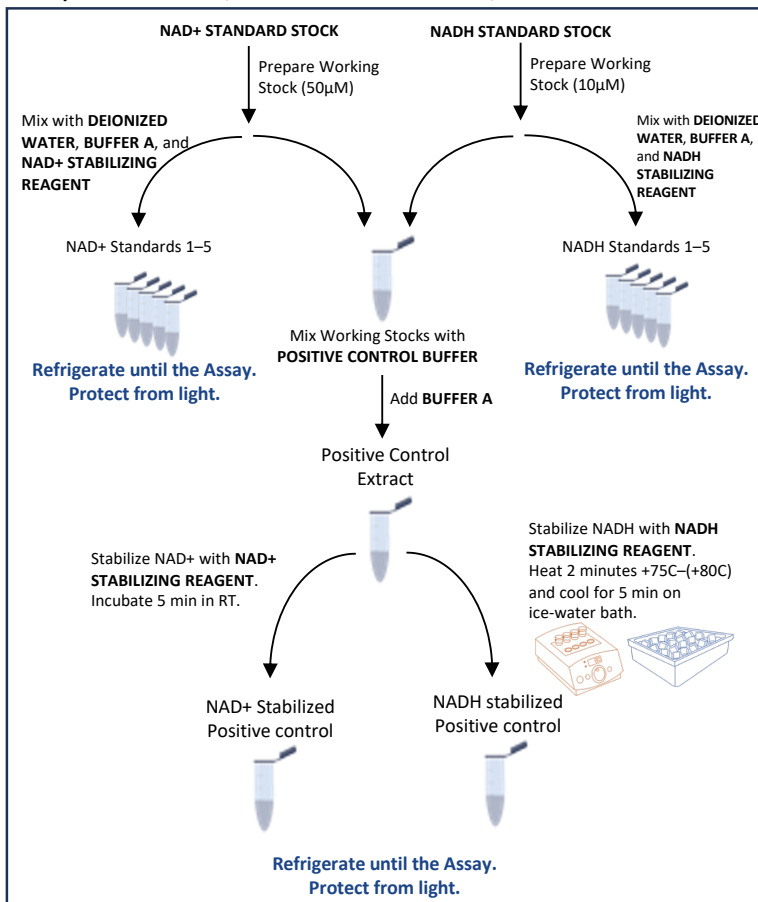 NAD+ STANDARD STOCK
NADH STANDARD STOCK
Prepare Working
Stock (50µM)
Prepare Working
Stock (10µM)
Mix with DEIONIZED
WATER, BUFFER A, and
NAD+ STABILIZING
REAGENT
Mix with DEIONIZED
WATER, BUFFER A,
and NADH
STABILIZING
REAGENT
NAD+ Standards 1–5
NADH Standards 1–5
Mix Working Stocks with
POSITIVE CONTROL BUFFER
Refrigerate until the Assay.
Protect from light.
Refrigerate until the Assay.
Protect from light.
Add BUFFER A
Positive Control
Extract
Stabilize NAD+ with NAD+
STABILIZING REAGENT.
Incubate 5 min in RT.
Stabilize NADH with NADH
STABILIZING REAGENT.
Heat 2 minutes +75C–(+80C)
and cool for 5 min on
ice-water bath.
NAD+ Stabilized
Positive control
NADH stabilized
Positive control
Refrigerate until the Assay.
Protect from light.